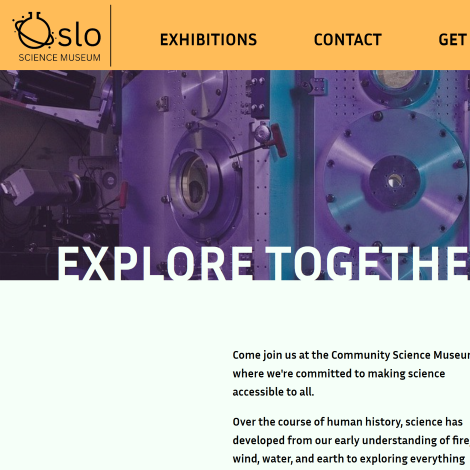 Oslo
SCIENCE MUSEUM
EXHIBITIONS CONTACT GET
EXPLORE TOGETHE
Come join us at the Community Science Museum
where we're committed to making science
accessible to all.
Over the course of human history, science has
developed from our early understanding of fire,
wind, water, and earth to exploring everything